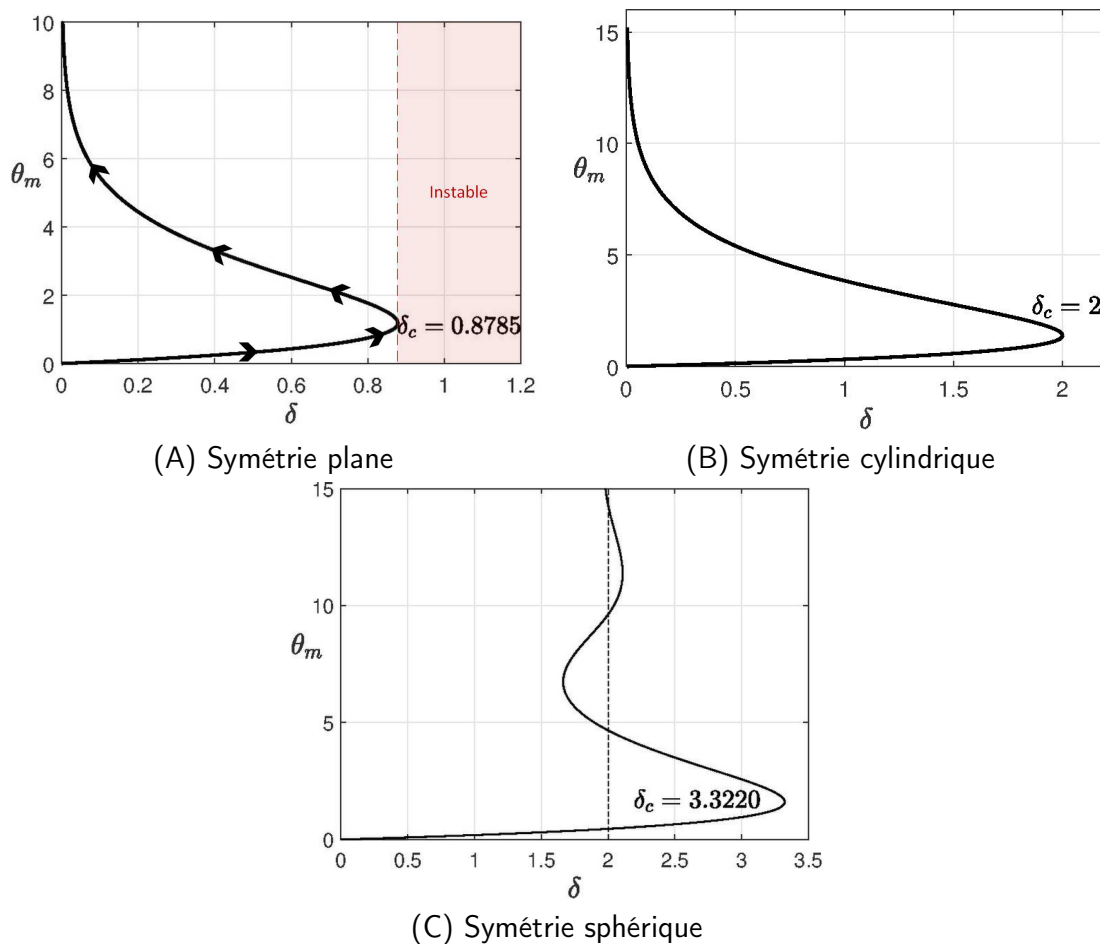 10
8
6
4
2
0
θₘ
Instable
δ_c = 0.8785
0 0.2 0.4 0.6 0.8 1 1.2
δ
(A) Symétrie plane
15
10
5
0
θₘ
δ_c = 2
0 0.5 1 1.5 2
δ
(B) Symétrie cylindrique
15
10
5
0
θₘ
δ_c = 3.3220
0 0.5 1 1.5 2 2.5 3 3.5
δ
(C) Symétrie sphérique